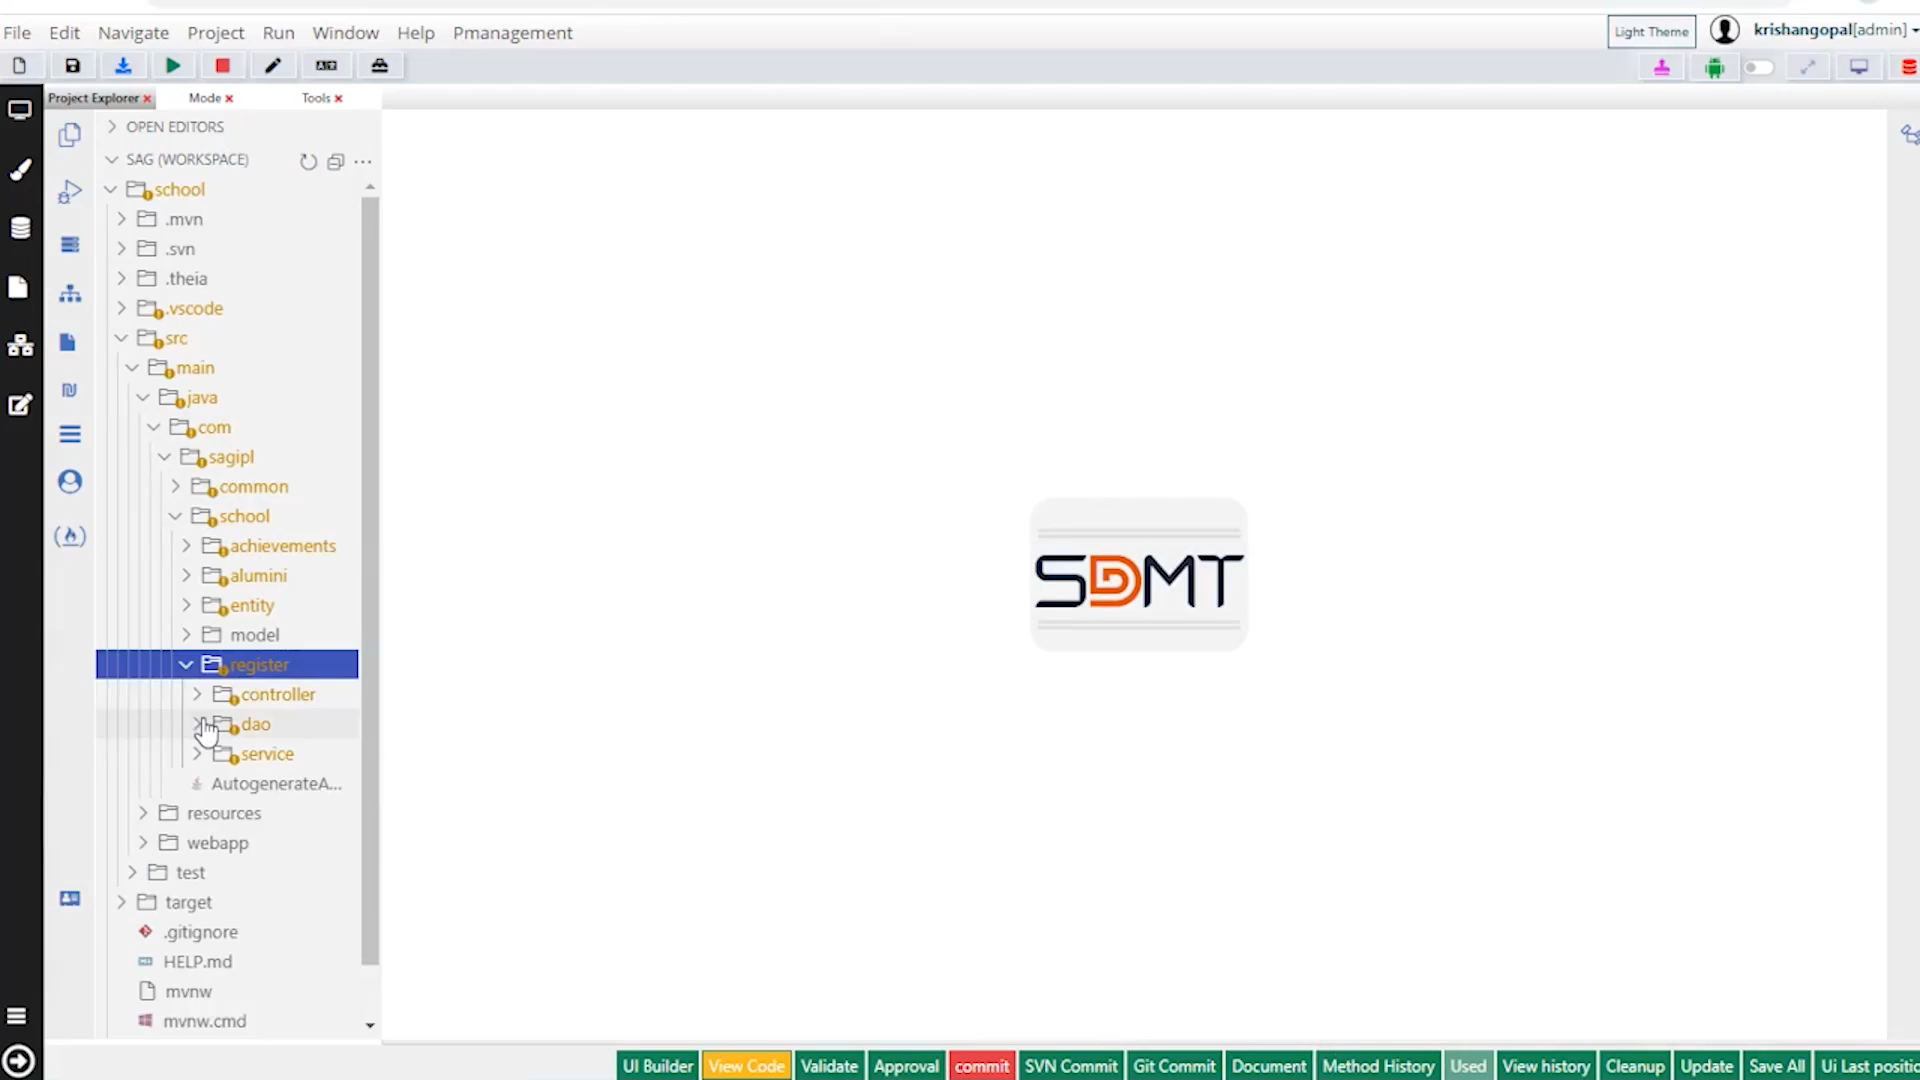 File Edit Navigate Project Run Window Help Pmanagement
Light Theme krishangopal[admin]
Project Explorer × Mode × Tools ×
OPEN EDITORS
SAG (WORKSPACE)
school
.mvn
.svn
.theia
.vscode
src
main
java
com
sagipl
common
school
achievements
alumini
entity
model
register
controller
dao
service
AutogenerateA...
resources
webapp
test
target
.gitignore
HELP.md
mvnw
mvnw.cmd
SDMT
UI Builder View Code Validate Approval commit SVN Commit Git Commit Document Method History Used View history Cleanup Update Save All Ui Last positio